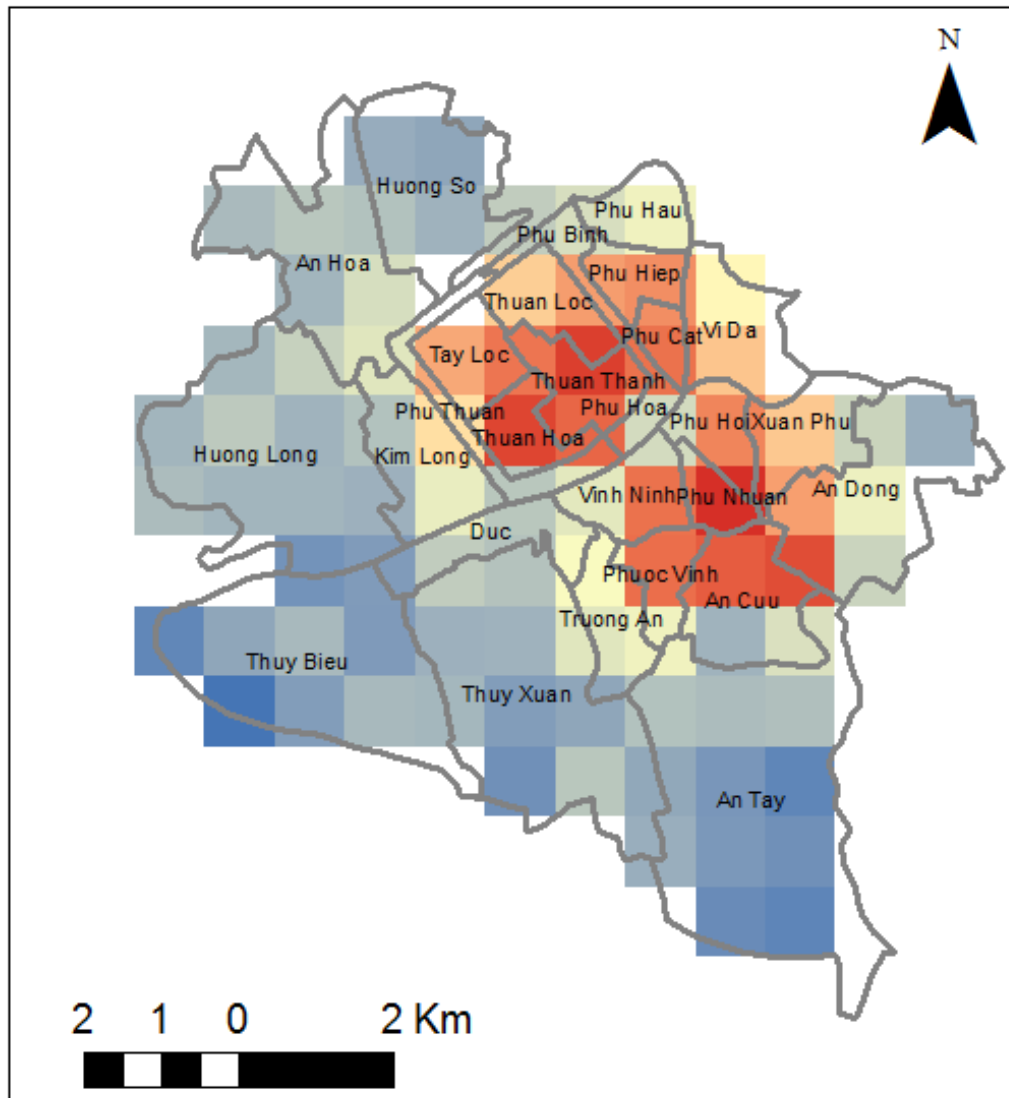 N
Huong So
Phu Hau
Phu Binh
An Hoa
Phu Hiep
Thuan Loc
Phu Cat
Vi Da
Tay Loc
Thuan Thanh
Phu Thuan
Phu Hoa
Phu Hoi
Xuan Phu
Thuan Hoa
Huong Long
Kim Long
Vinh Ninh
Phu Nhuan
An Dong
Duc
Phuoc Vinh
An Cuu
Truong An
Thuy Bieu
Thuy Xuan
An Tay
2 1 0 2 Km